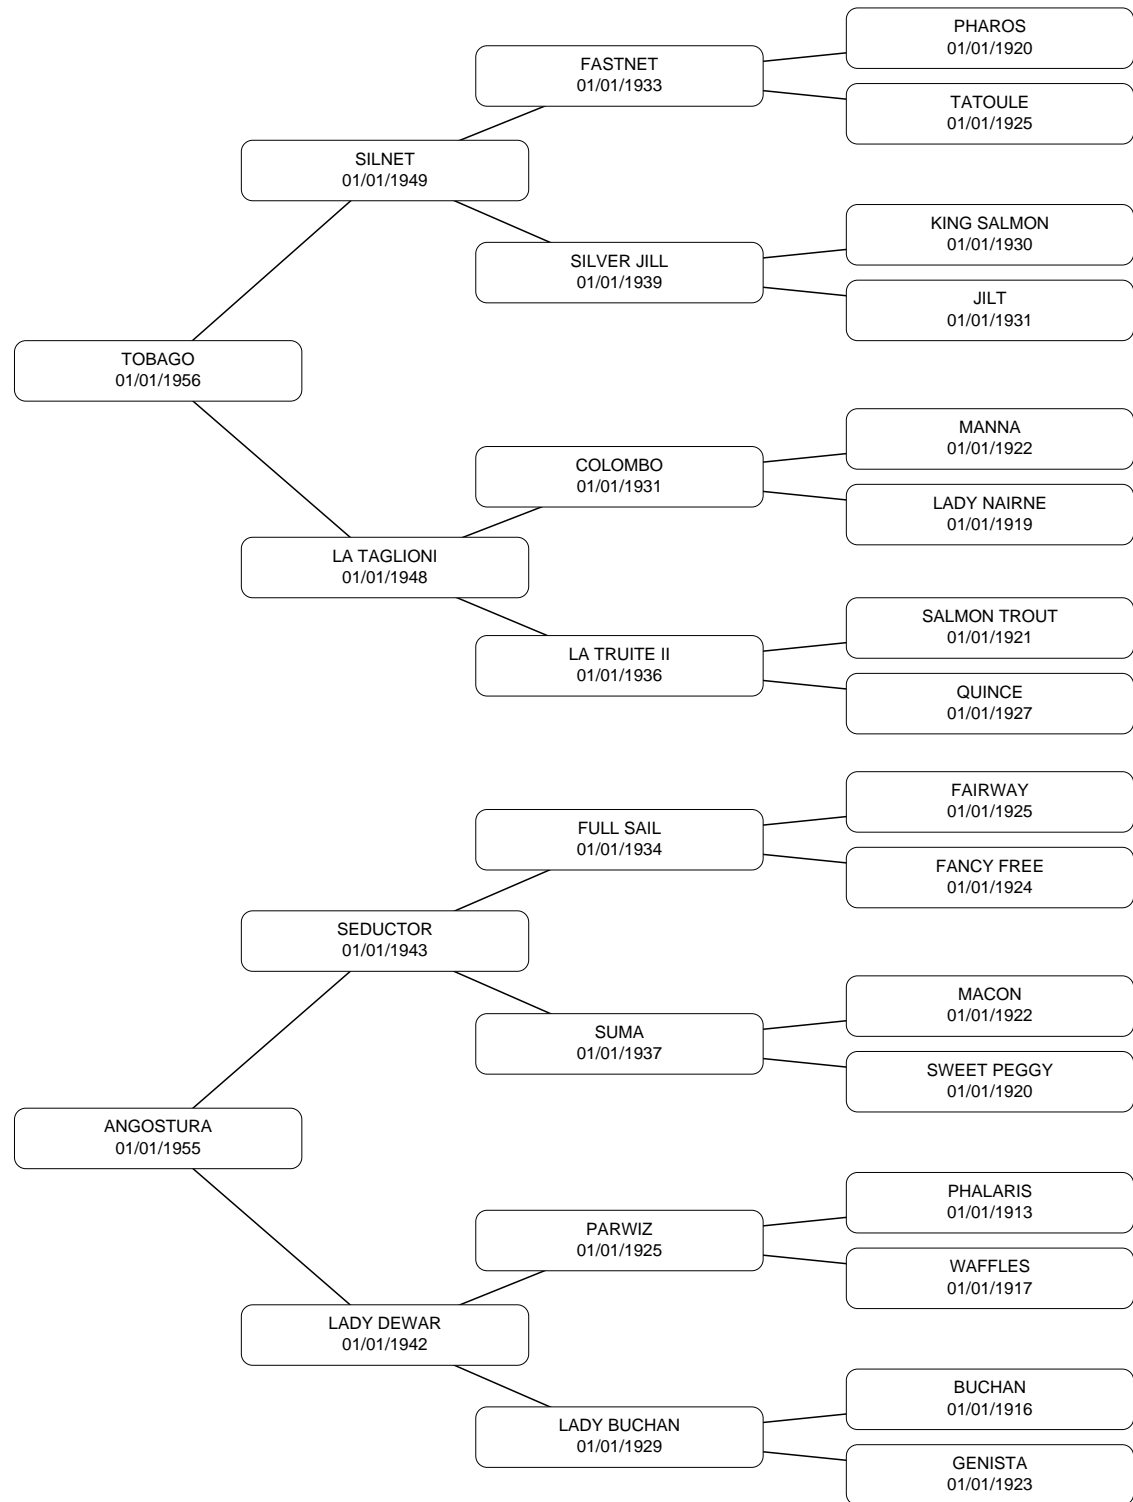 PHAROS
01/01/1920
FASTNET
01/01/1933
TATOULE
01/01/1925
SILNET
01/01/1949
KING SALMON
01/01/1930
SILVER JILL
01/01/1939
JILT
01/01/1931
TOBAGO
01/01/1956
MANNA
01/01/1922
COLOMBO
01/01/1931
LADY NAIRNE
01/01/1919
LA TAGLIONI
01/01/1948
SALMON TROUT
01/01/1921
LA TRUITE II
01/01/1936
QUINCE
01/01/1927
FAIRWAY
01/01/1925
FULL SAIL
01/01/1934
FANCY FREE
01/01/1924
SEDUCTOR
01/01/1943
MACON
01/01/1922
SUMA
01/01/1937
SWEET PEGGY
01/01/1920
ANGOSTURA
01/01/1955
PHALARIS
01/01/1913
PARWIZ
01/01/1925
WAFFLES
01/01/1917
LADY DEWAR
01/01/1942
BUCHAN
01/01/1916
LADY BUCHAN
01/01/1929
GENISTA
01/01/1923